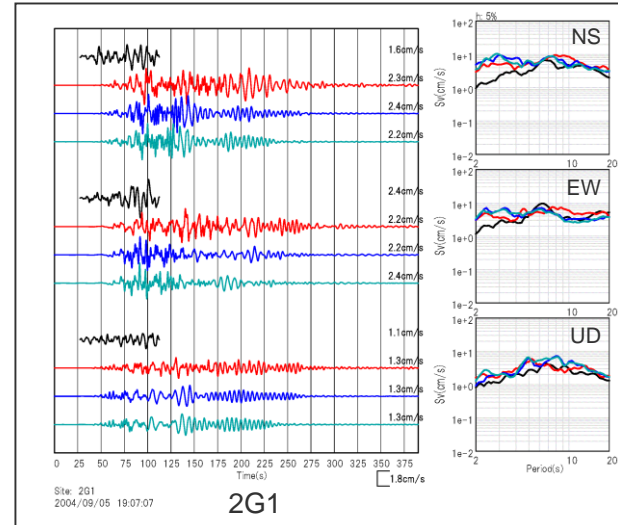 1.6cm/s
2.3cm/s
2.4cm/s
2.2cm/s
2.4cm/s
2.2cm/s
2.2cm/s
2.4cm/s
1.1cm/s
1.3cm/s
1.3cm/s
1.3cm/s
0 25 50 75 100 125 150 175 200 225 250 275 300 325 350 375
Time(s)
1.8cm/s
Site: 2G1
2004/09/05 19:07:07
2G1
h: 5%
NS
1e+2
1e+1
1e+0
1e-1
1e-2
Sv(cm/s)
2 10 20
EW
1e+2
1e+1
1e+0
1e-1
1e-2
Sv(cm/s)
2 10 20
UD
1e+2
1e+1
1e+0
1e-1
1e-2
Sv(cm/s)
2 10 20
Period(s)